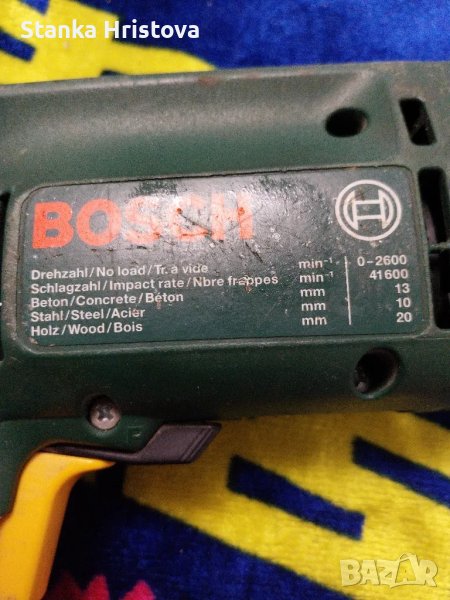 Stanka Hristova
BOSCH
Drehzahl/No load/Tr. à vide min⁻¹ 0-2600
Schlagzahl/Impact rate/Nbre frappes min⁻¹ 41600
Beton/Concrete/Béton mm 13
Stahl/Steel/Acier mm 10
Holz/Wood/Bois mm 20
BAZAR